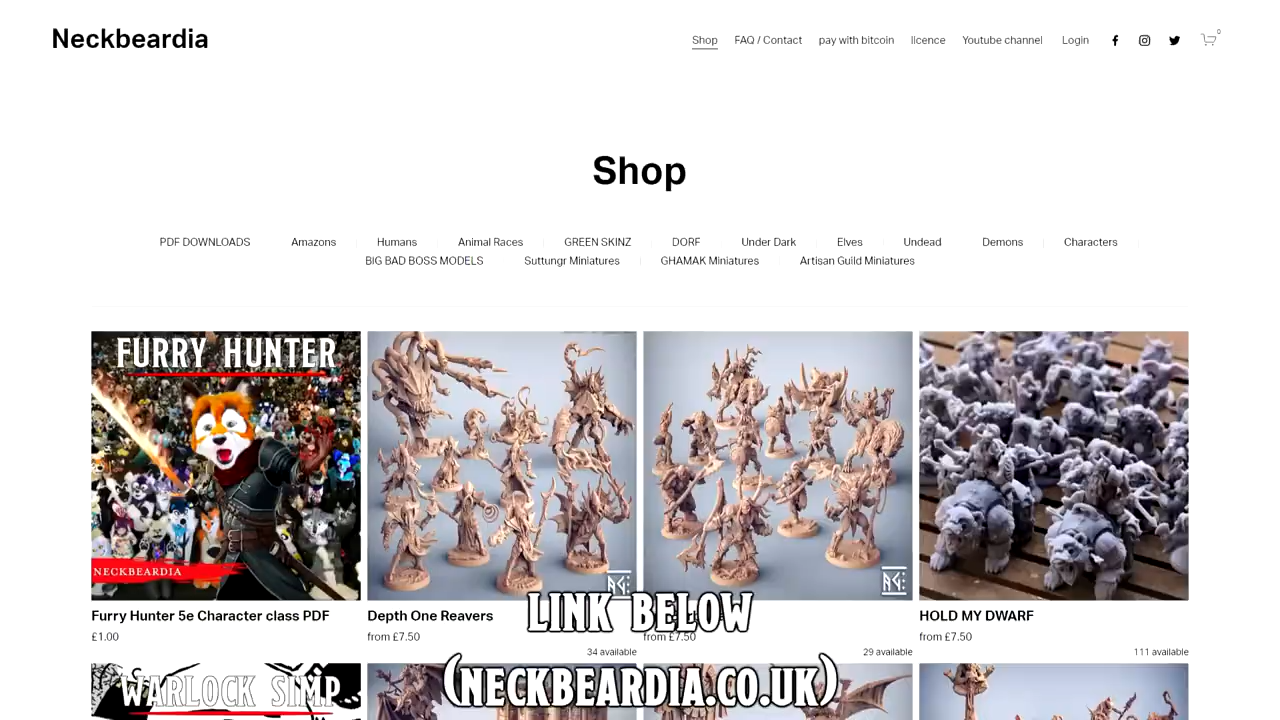 Neckbeardia
Shop
FAQ / Contact
pay with bitcoin
licence
Youtube channel
Login
0
Shop
PDF DOWNLOADS
Amazons
Humans
Animal Races
GREEN SKINZ
DORF
Under Dark
Elves
Undead
Demons
Characters
BIG BAD BOSS MODELS
Suttungr Miniatures
GHAMAK Miniatures
Artisan Guild Miniatures
FURRY HUNTER
NECKBEARDIA
Furry Hunter 5e Character class PDF
£1.00
Depth One Reavers
from £7.50
34 available
from £7.50
29 available
HOLD MY DWARF
from £7.50
111 available
LINK BELOW
(NECKBEARDIA.CO.UK)
WARLOCK SIMP